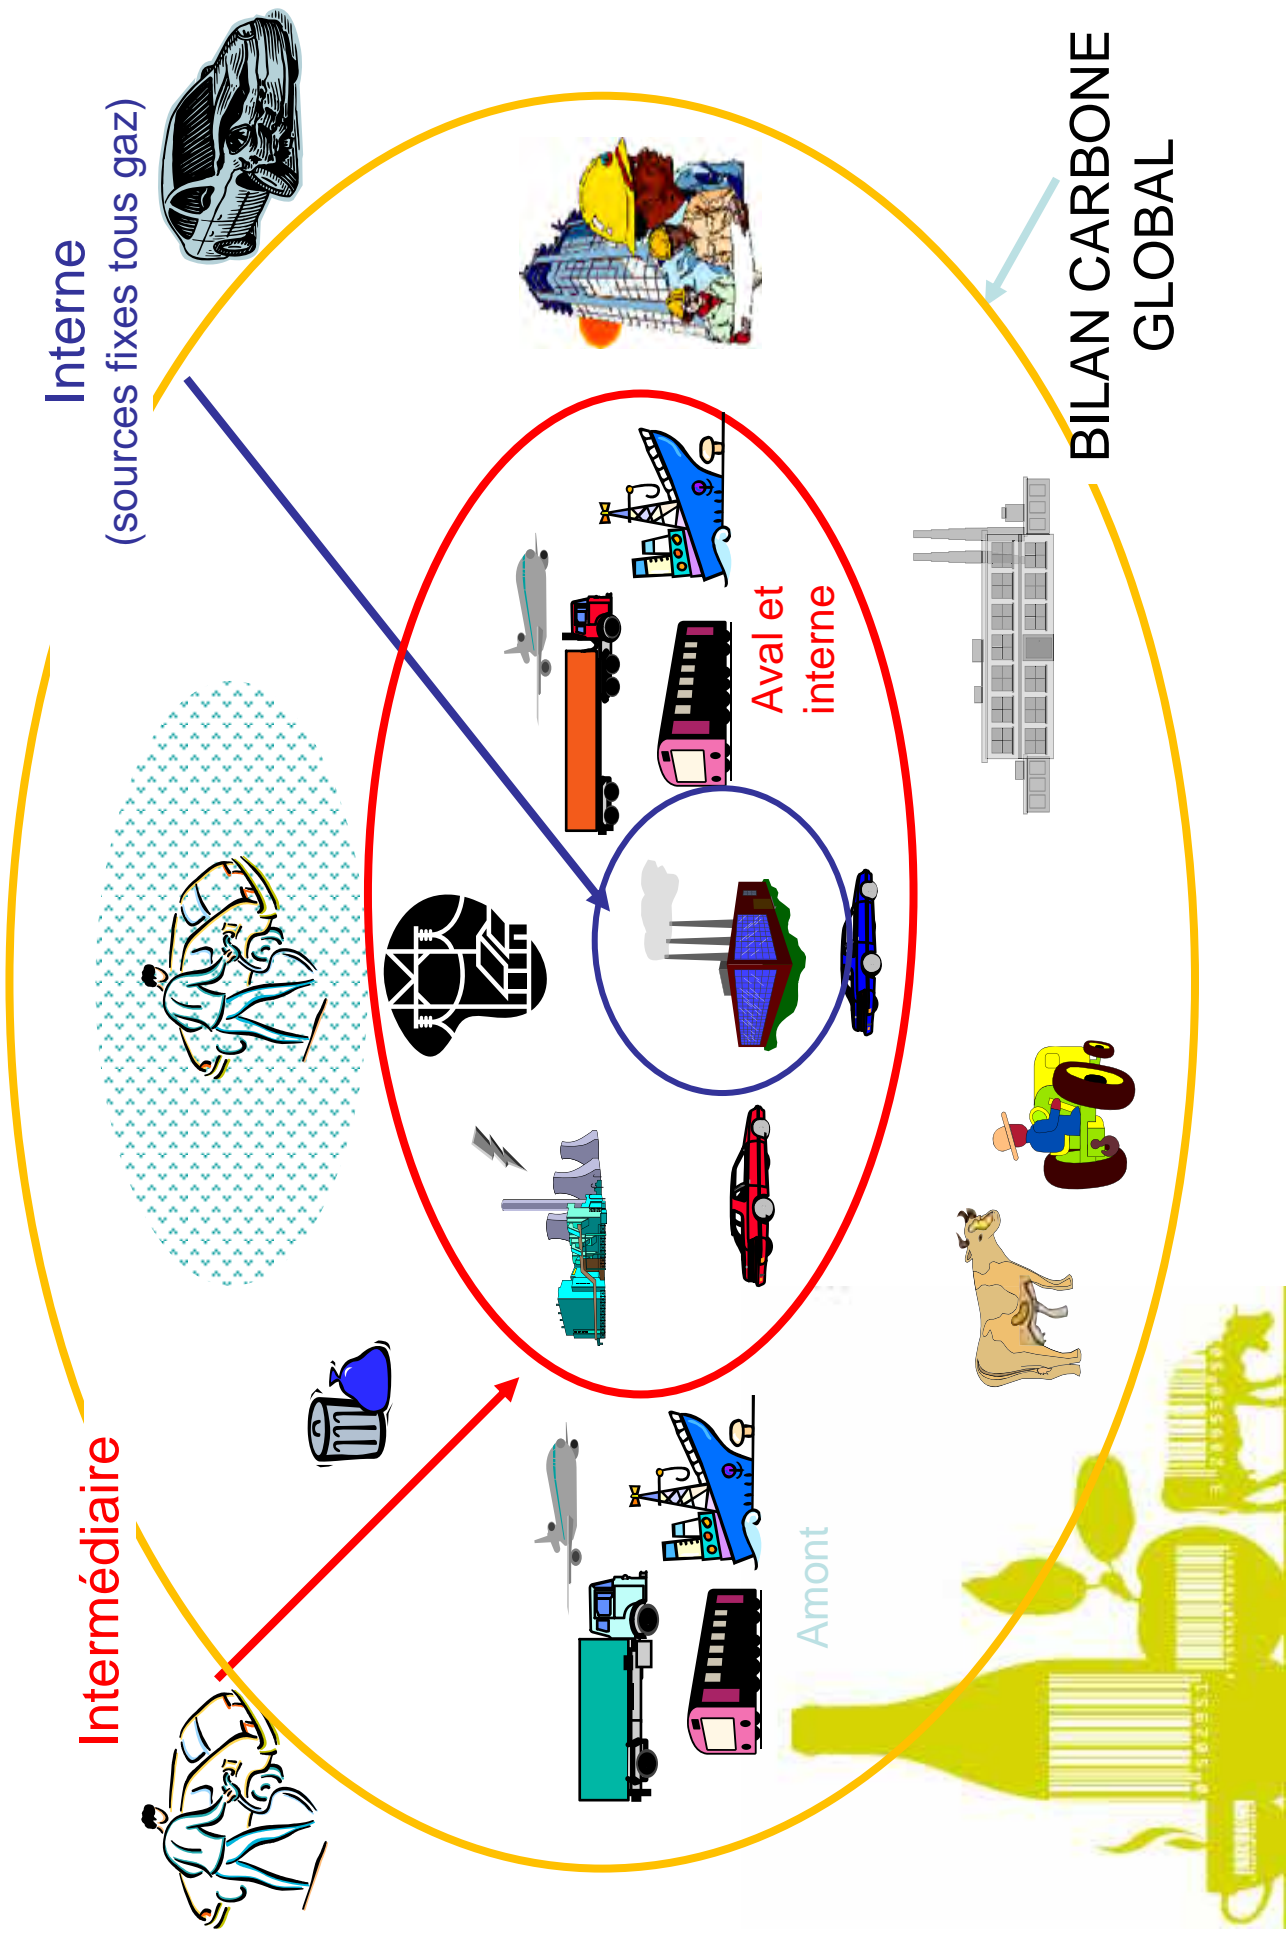 Intermédiaire
Interne
(sources fixes tous gaz)
Aval et
interne
Amont
BILAN CARBONE
GLOBAL